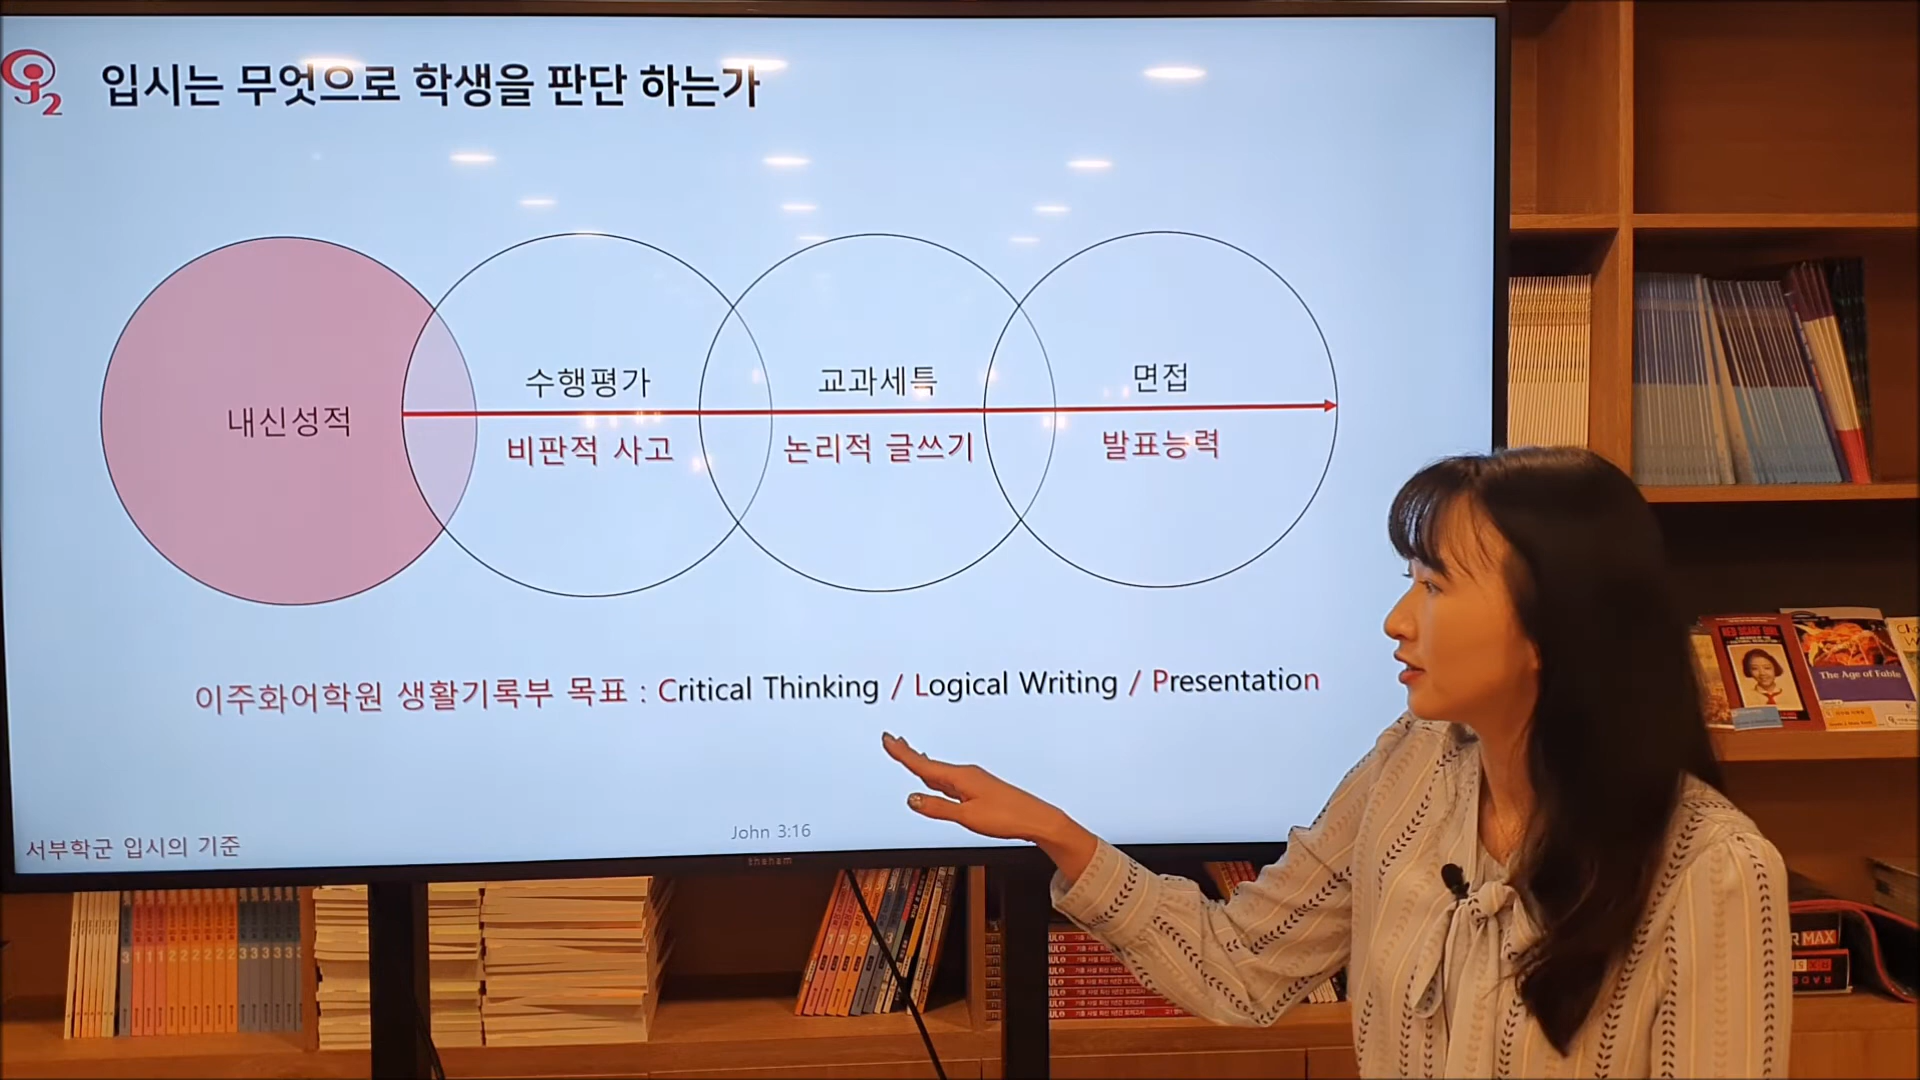 입시는 무엇으로 학생을 판단 하는가
내신성적
수행평가
비판적 사고
교과세특
논리적 글쓰기
면접
발표능력
이주화어학원 생활기록부 목표 : Critical Thinking / Logical Writing / Presentation
서부학군 입시의 기준
John 3:16
RED SCARF GIRL
The Age of Fable